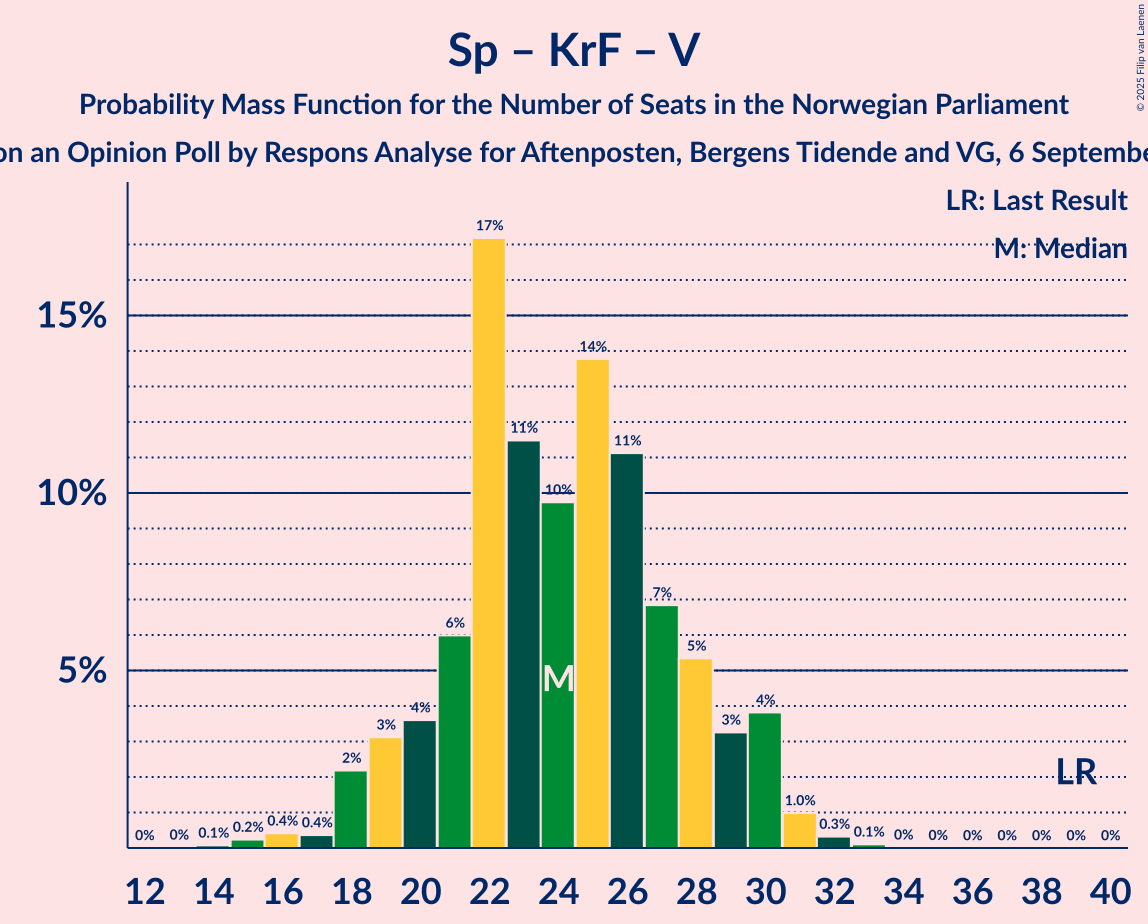 Sp – KrF – V
© 2025 Filip van Laenen
Probability Mass Function for the Number of Seats in the Norwegian Parliament
on an Opinion Poll by Respons Analyse for Aftenposten, Bergens Tidende and VG, 6 Septembe
LR: Last Result
M: Median
15%
10%
5%
0% 0% 0.1% 0.2% 0.4% 0.4% 2% 3% 4% 6% 17% 11% 10% 14% 11% 7% 5% 3% 4% 1.0% 0.3% 0.1% 0% 0% 0% 0% 0% 0% 0%
M
LR
12 14 16 18 20 22 24 26 28 30 32 34 36 38 40